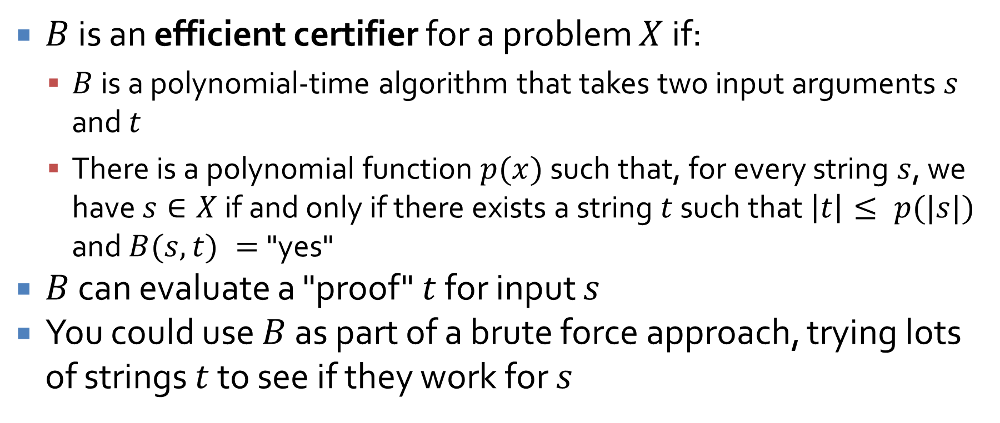 ▪ B is an efficient certifier for a problem X if:
▪ B is a polynomial-time algorithm that takes two input arguments s
and t
▪ There is a polynomial function p(x) such that, for every string s, we
have s ∈ X if and only if there exists a string t such that |t| ≤ p(|s|)
and B(s, t) = "yes"
▪ B can evaluate a "proof" t for input s
▪ You could use B as part of a brute force approach, trying lots
of strings t to see if they work for s